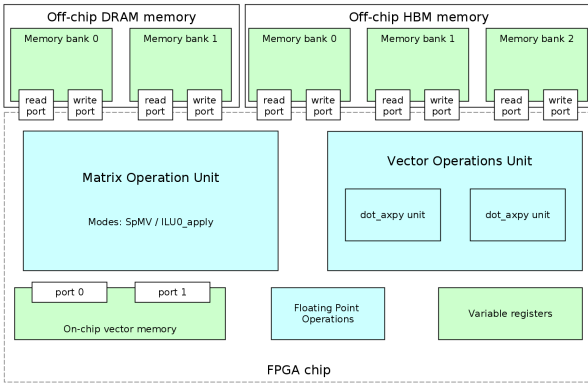 Off-chip DRAM memory
Off-chip HBM memory
Memory bank 0
Memory bank 1
Memory bank 0
Memory bank 1
Memory bank 2
read
port
write
port
read
port
write
port
read
port
write
port
read
port
write
port
read
port
write
port
Matrix Operation Unit
Modes: SpMV / ILU0_apply
Vector Operations Unit
dot_axpy unit
dot_axpy unit
port 0
port 1
On-chip vector memory
Floating Point
Operations
Variable registers
FPGA chip